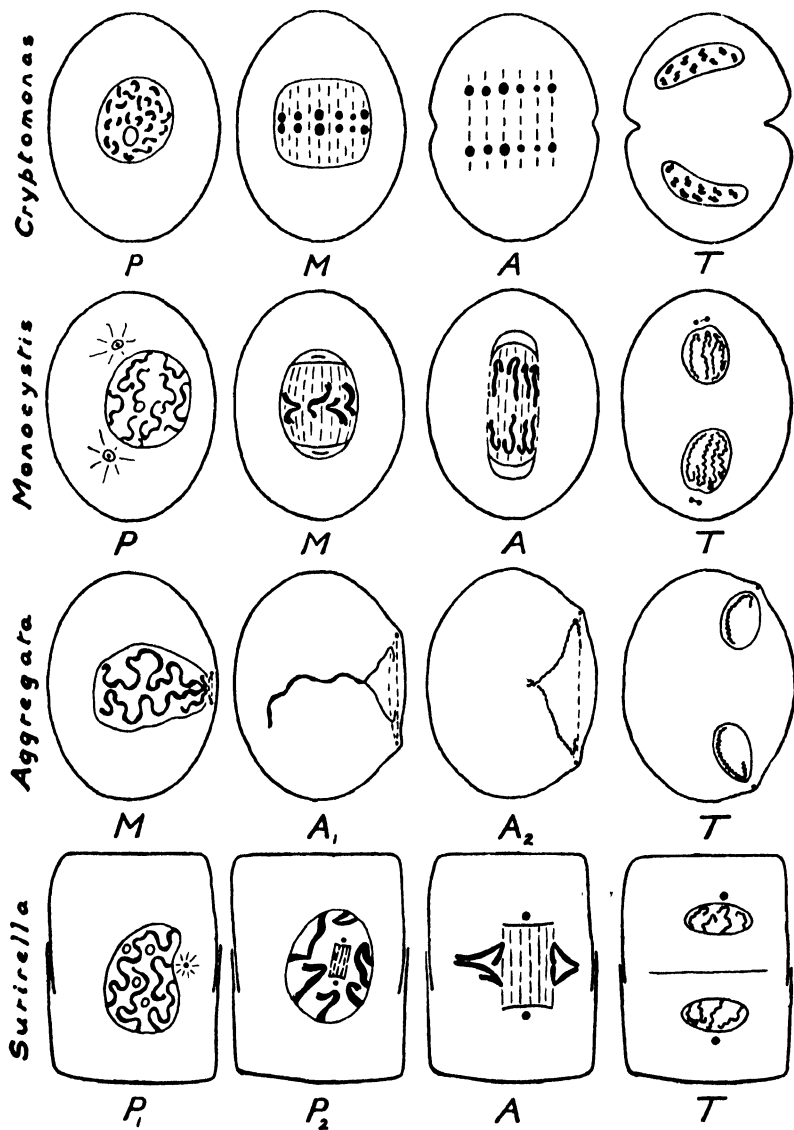 Cryptomonas
P M A T
Monocystis
P M A T
Aggregata
M A₁ A₂ T
Surirella
P₁ P₂ A T